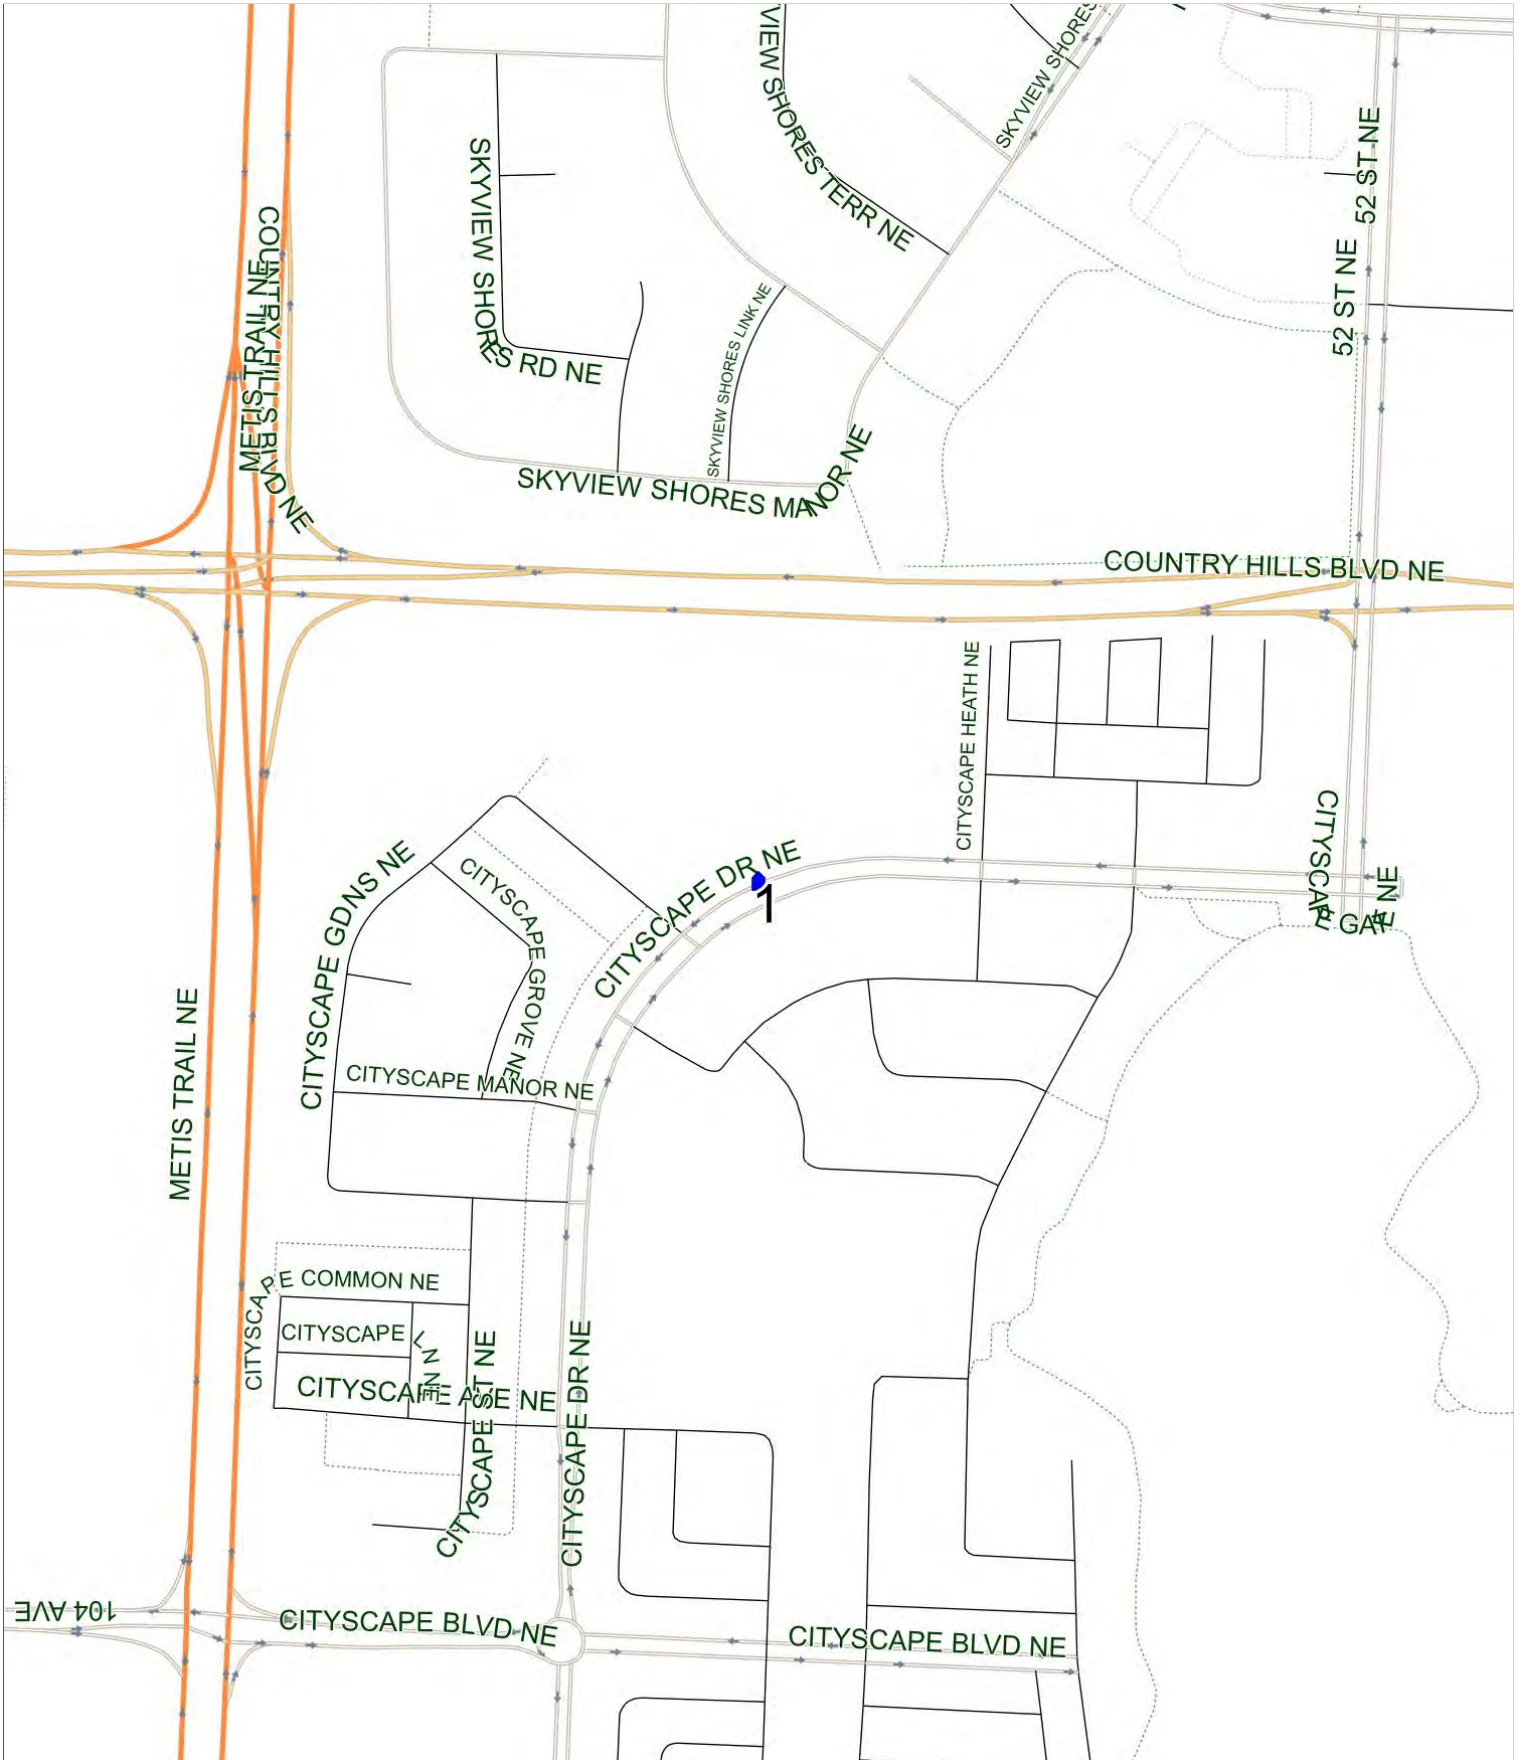 VIEW SHORES TERR NE
SKYVIEW SHORES
52 ST NE
SKYVIEW SHORES RD NE
COUNTRY HILLS BLVD NE
METIS TRAIL NE
52 ST NE
SKYVIEW SHORES LINK NE
SKYVIEW SHORES MANOR NE
COUNTRY HILLS BLVD NE
CITYSCAPE HEATH NE
CITYSCAPE GATE NE
CITYSCAPE DR NE
1
CITYSCAPE GDNS NE
CITYSCAPE GROVE NE
CITYSCAPE MANOR NE
METIS TRAIL NE
CITYSCAPE COMMON NE
CITYSCAPE LN NE
CITYSCAPE ST NE
CITYSCAPE DR NE
104 AVE
CITYSCAPE BLVD NE
CITYSCAPE BLVD NE